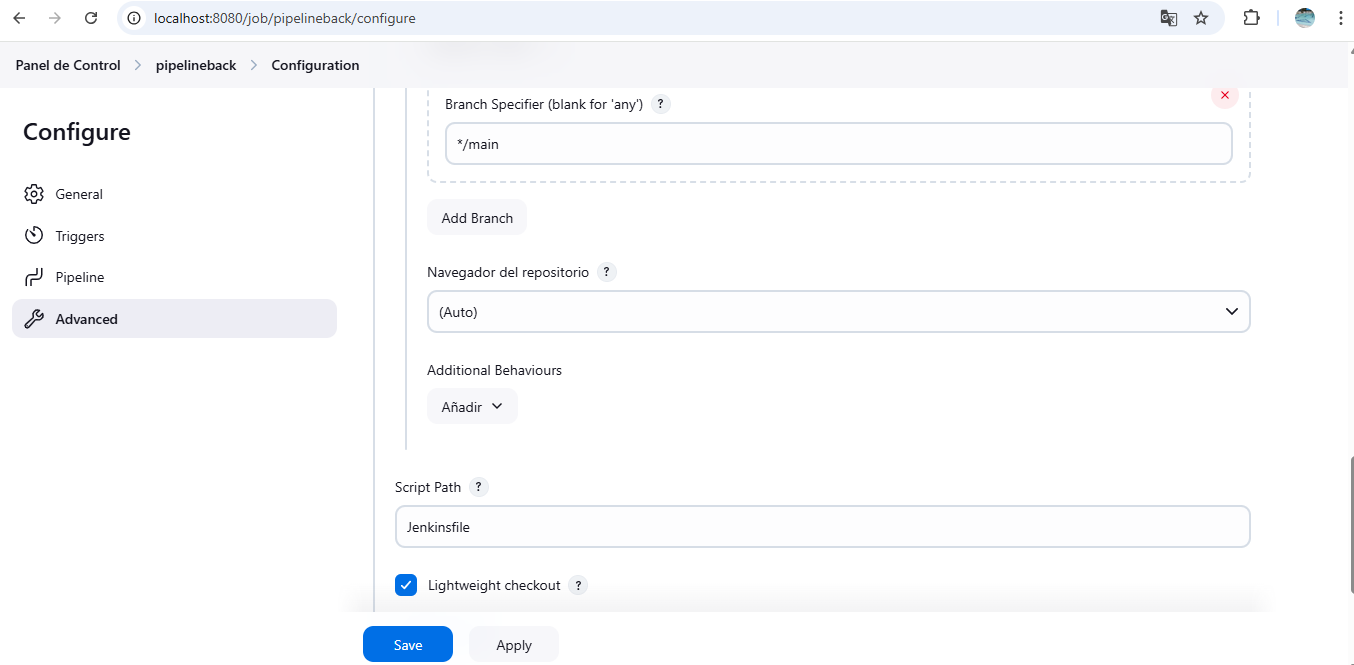 localhost:8080/job/pipelineback/configure
Panel de Control > pipelineback > Configuration
Configure
General
Triggers
Pipeline
Advanced
Branch Specifier (blank for 'any') ?
*/main
Add Branch
Navegador del repositorio ?
(Auto)
Additional Behaviours
Añadir
Script Path ?
Jenkinsfile
Lightweight checkout ?
Save
Apply